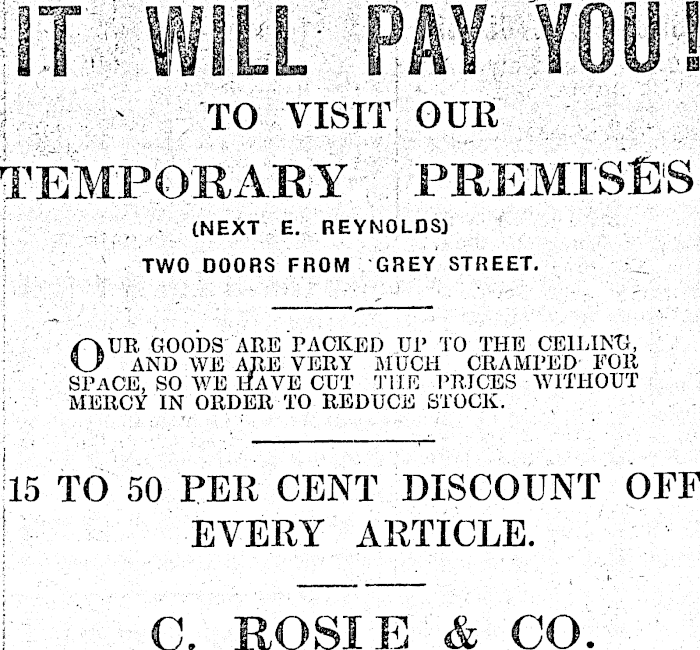 IT WILL PAY YOU!
TO VISIT OUR
TEMPORARY PREMISES
(NEXT E. REYNOLDS)
TWO DOORS FROM GREY STREET.
OUR GOODS ARE PACKED UP TO THE CEILING,
AND WE ARE VERY MUCH CRAMPED FOR
SPACE, SO WE HAVE CUT THE PRICES WITHOUT
MERCY IN ORDER TO REDUCE STOCK.
15 TO 50 PER CENT DISCOUNT OFF
EVERY ARTICLE.
C. ROSIE & CO.